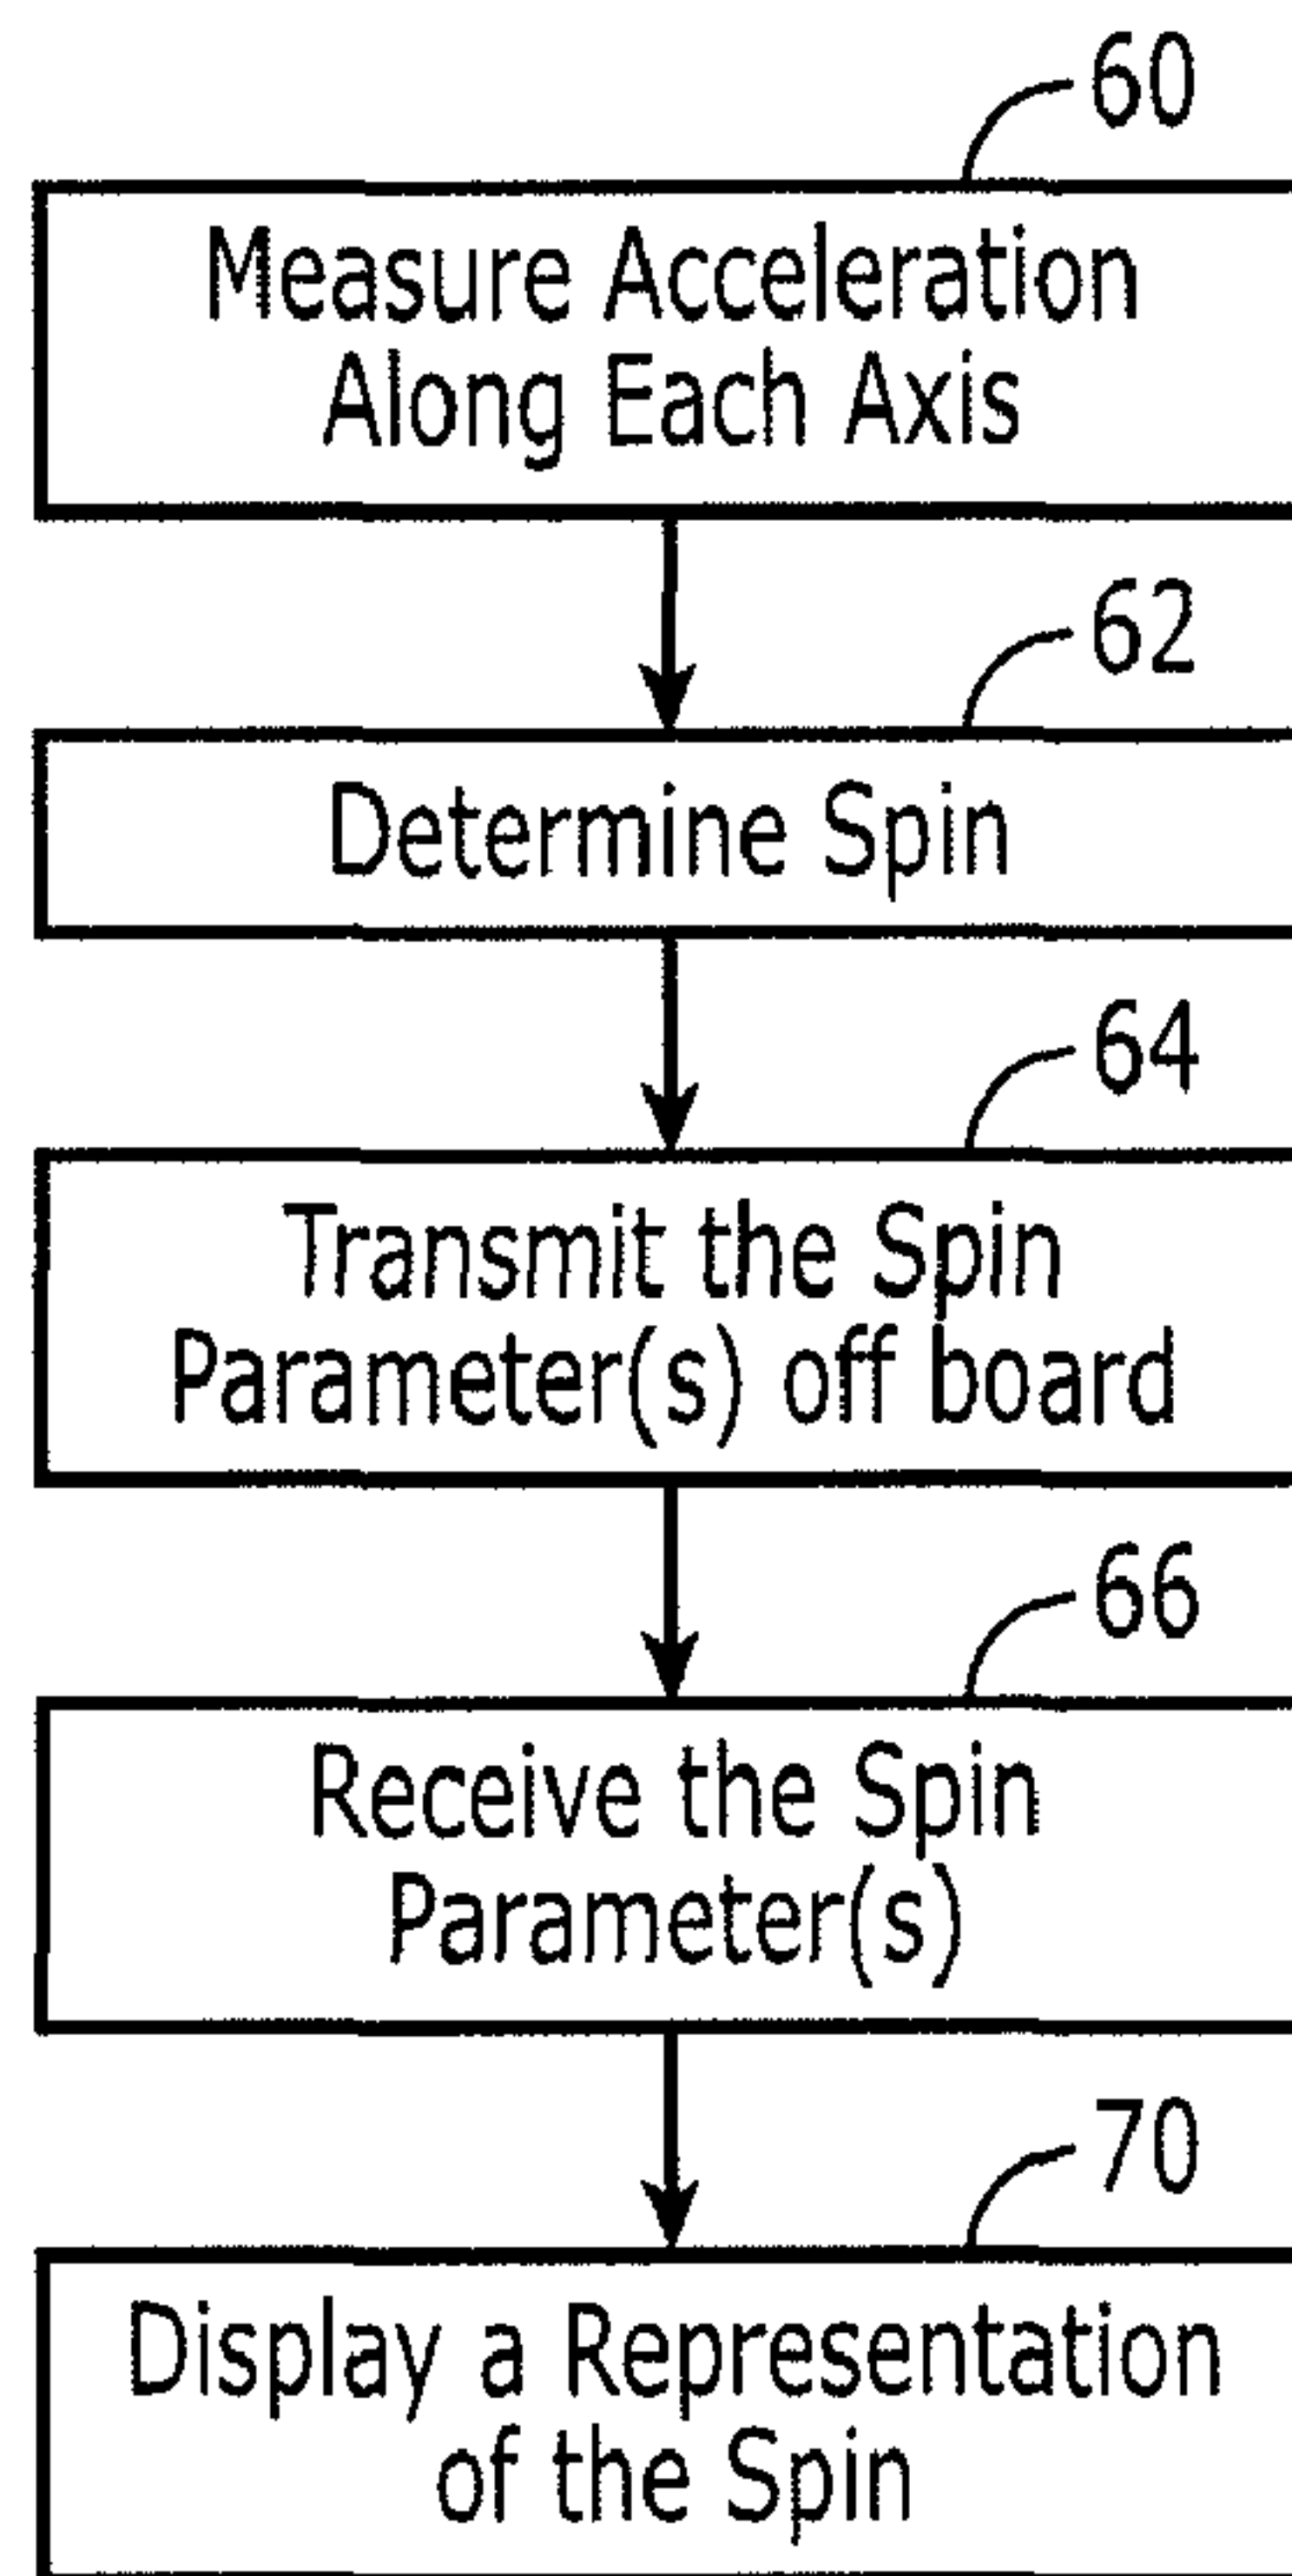 60
Measure Acceleration
Along Each Axis
62
Determine Spin
64
Transmit the Spin
Parameter(s) off board
66
Receive the Spin
Parameter(s)
70
Display a Representation
of the Spin